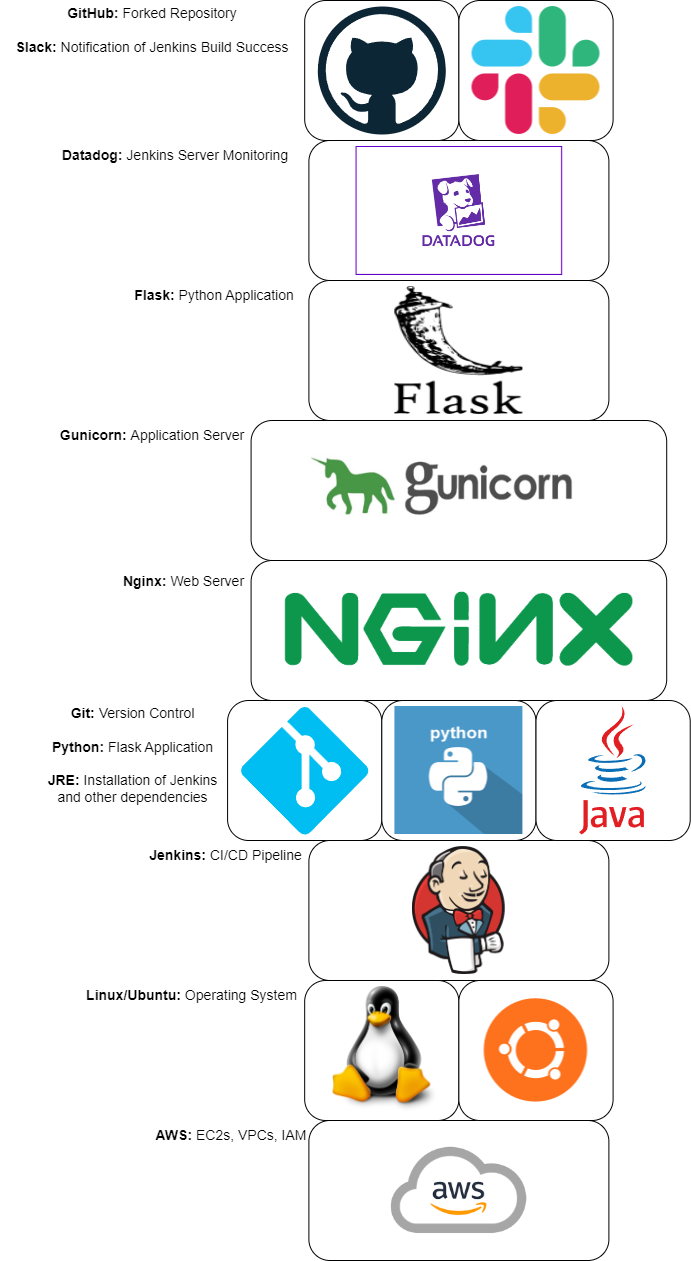 GitHub: Forked Repository
Slack: Notification of Jenkins Build Success
Datadog: Jenkins Server Monitoring
DATADOG
Flask: Python Application
Flask
Gunicorn: Application Server
gunicorn
Nginx: Web Server
NGiNX
Git: Version Control
Python: Flask Application
JRE: Installation of Jenkins
and other dependencies
python
Java
Jenkins: CI/CD Pipeline
Linux/Ubuntu: Operating System
AWS: EC2s, VPCs, IAM
aws